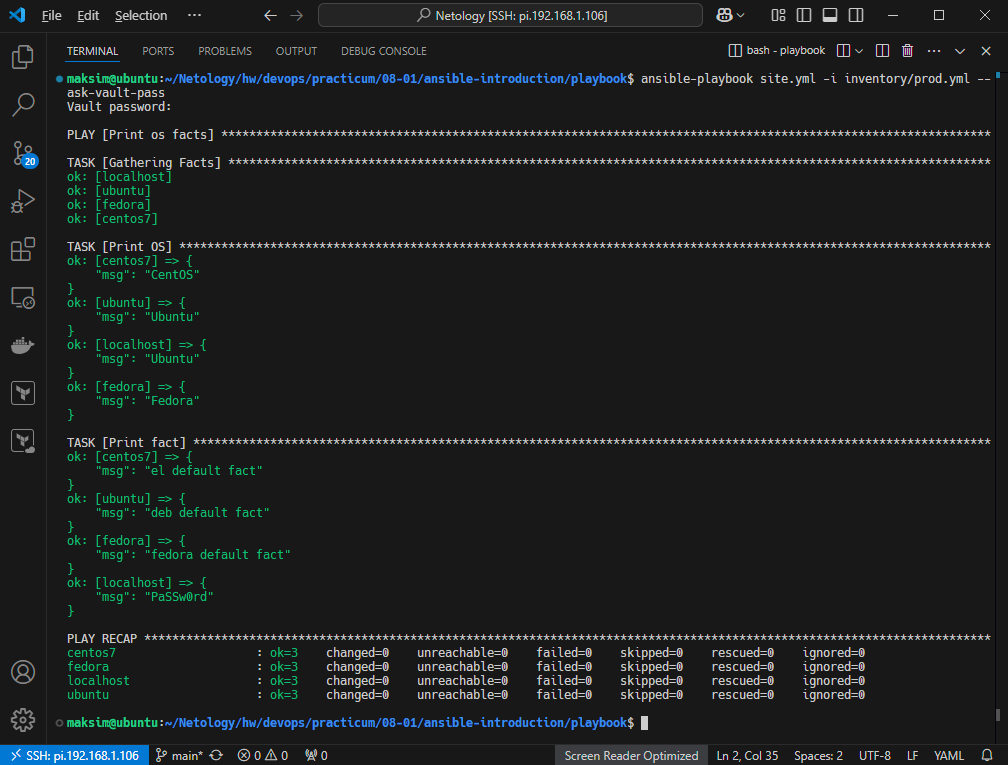 File Edit Selection ··· Netology [SSH: pi.192.168.1.106]
TERMINAL PORTS PROBLEMS OUTPUT DEBUG CONSOLE bash - playbook
maksim@ubuntu:~/Netology/hw/devops/practicum/08-01/ansible-introduction/playbook$ ansible-playbook site.yml -i inventory/prod.yml --
ask-vault-pass
Vault password:
PLAY [Print os facts] **************************************************************************************************************
TASK [Gathering Facts] *************************************************************************************************************
ok: [localhost]
ok: [ubuntu]
ok: [fedora]
ok: [centos7]
TASK [Print OS] ********************************************************************************************************************
ok: [centos7] => {
    "msg": "CentOS"
}
ok: [ubuntu] => {
    "msg": "Ubuntu"
}
ok: [localhost] => {
    "msg": "Ubuntu"
}
ok: [fedora] => {
    "msg": "Fedora"
}
TASK [Print fact] ******************************************************************************************************************
ok: [centos7] => {
    "msg": "el default fact"
}
ok: [ubuntu] => {
    "msg": "deb default fact"
}
ok: [fedora] => {
    "msg": "fedora default fact"
}
ok: [localhost] => {
    "msg": "PaSSw0rd"
}
PLAY RECAP *************************************************************************************************************************
centos7                    : ok=3    changed=0    unreachable=0    failed=0    skipped=0    rescued=0    ignored=0
fedora                     : ok=3    changed=0    unreachable=0    failed=0    skipped=0    rescued=0    ignored=0
localhost                  : ok=3    changed=0    unreachable=0    failed=0    skipped=0    rescued=0    ignored=0
ubuntu                     : ok=3    changed=0    unreachable=0    failed=0    skipped=0    rescued=0    ignored=0
maksim@ubuntu:~/Netology/hw/devops/practicum/08-01/ansible-introduction/playbook$
20
SSH: pi.192.168.1.106 main* 0 0 0 Screen Reader Optimized Ln 2, Col 35 Spaces: 2 UTF-8 LF YAML